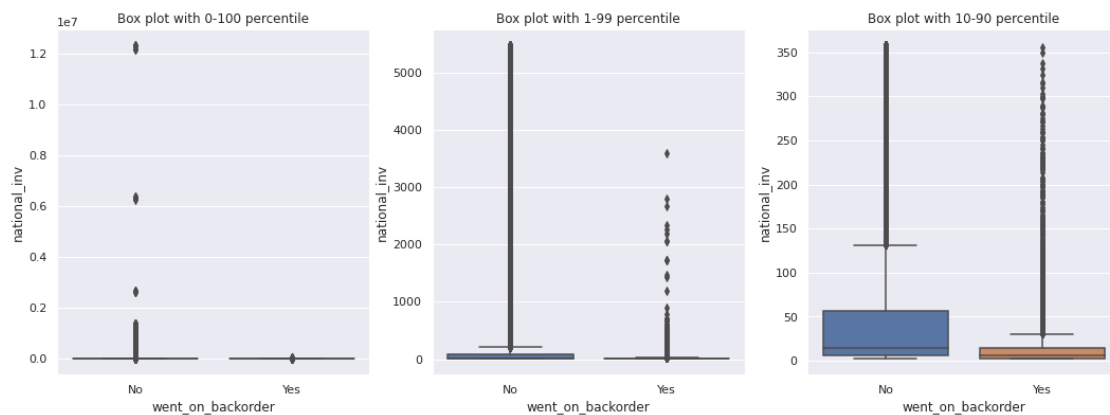 Box plot with 0-100 percentile
1e7
1.2
1.0
0.8
0.6
0.4
0.2
0.0
national_inv
No
Yes
went_on_backorder
Box plot with 1-99 percentile
5000
4000
3000
2000
1000
0
national_inv
No
Yes
went_on_backorder
Box plot with 10-90 percentile
350
300
250
200
150
100
50
0
national_inv
No
Yes
went_on_backorder